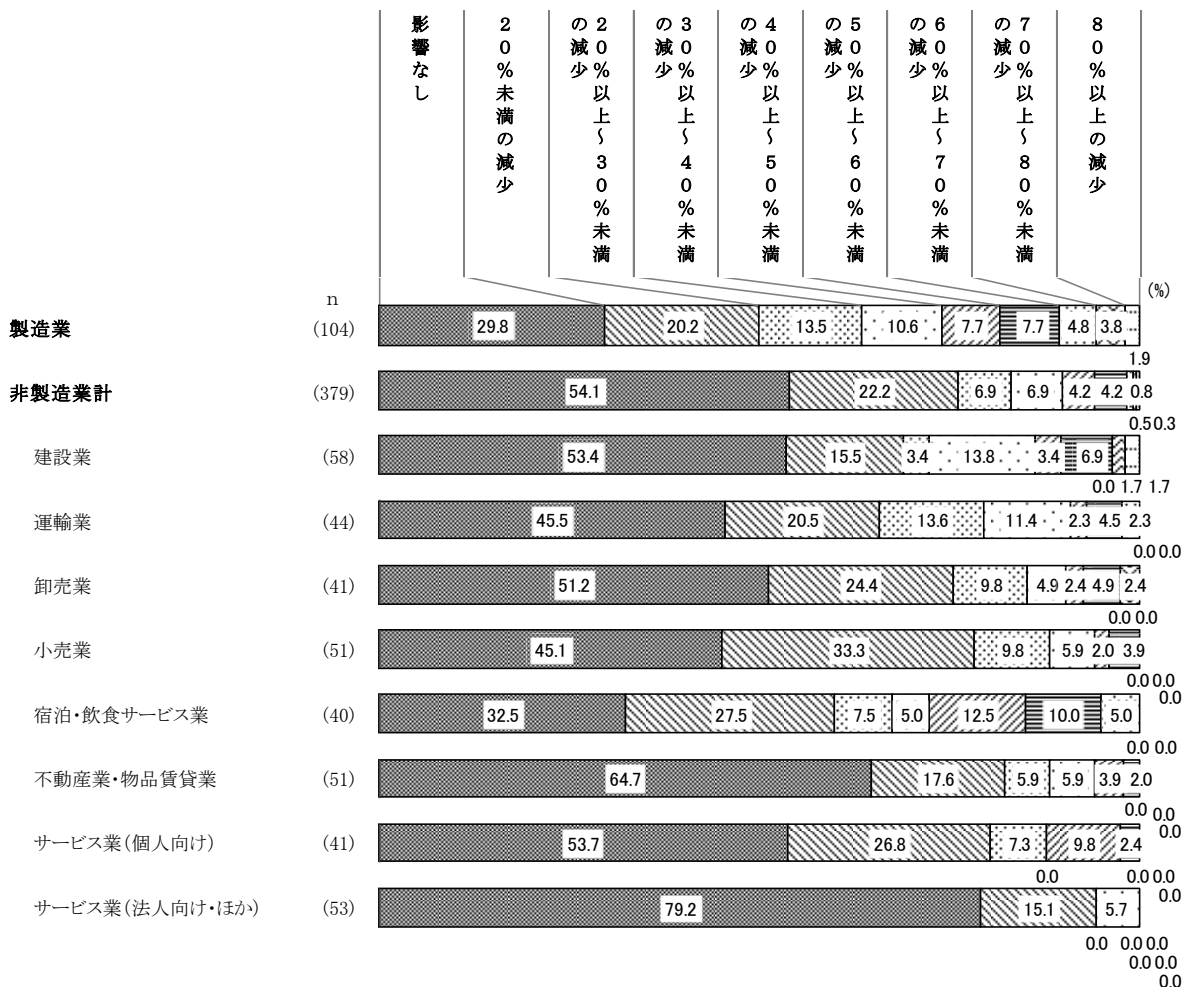 影響なし
20%未満の減少
20%以上~30%未満
の減少
30%以上~40%未満
の減少
40%以上~50%未満
の減少
50%以上~60%未満
の減少
60%以上~70%未満
の減少
70%以上~80%未満
の減少
80%以上の減少
(%)
n
製造業 (104) 29.8 20.2 13.5 10.6 7.7 7.7 4.8 3.8
1.9
非製造業計 (379) 54.1 22.2 6.9 6.9 4.2 4.2 0.8
0.5 0.3
建設業 (58) 53.4 15.5 3.4 13.8 3.4 6.9
0.0 1.7 1.7
運輸業 (44) 45.5 20.5 13.6 11.4 2.3 4.5 2.3
0.0 0.0
卸売業 (41) 51.2 24.4 9.8 4.9 2.4 4.9 2.4
0.0 0.0
小売業 (51) 45.1 33.3 9.8 5.9 2.0 3.9
0.0 0.0
0.0
宿泊・飲食サービス業 (40) 32.5 27.5 7.5 5.0 12.5 10.0 5.0
0.0 0.0
不動産業・物品賃貸業 (51) 64.7 17.6 5.9 5.9 3.9 2.0
0.0 0.0
0.0
サービス業(個人向け) (41) 53.7 26.8 7.3 9.8 2.4
0.0 0.0 0.0
0.0
サービス業(法人向け・ほか) (53) 79.2 15.1 5.7
0.0 0.0 0.0
0.0 0.0
0.0